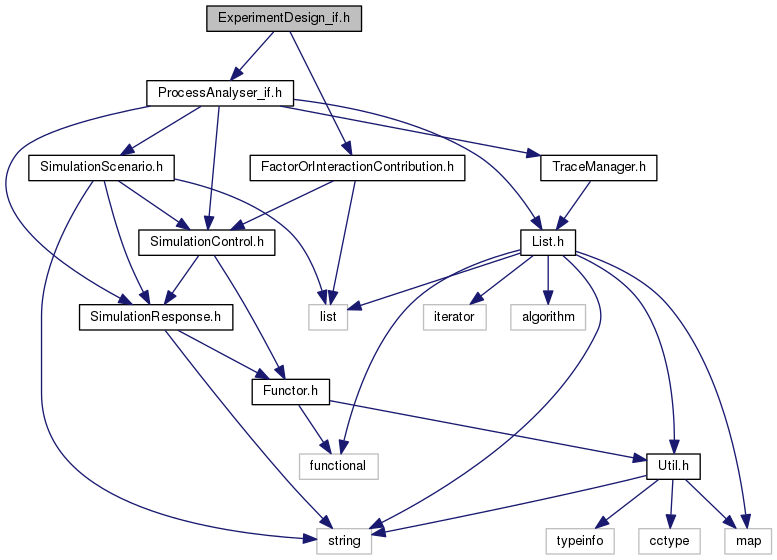 ExperimentDesign_if.h
ProcessAnalyser_if.h
SimulationScenario.h
FactorOrInteractionContribution.h
TraceManager.h
SimulationControl.h
List.h
SimulationResponse.h
list
iterator
algorithm
Functor.h
functional
Util.h
string
typeinfo
cctype
map